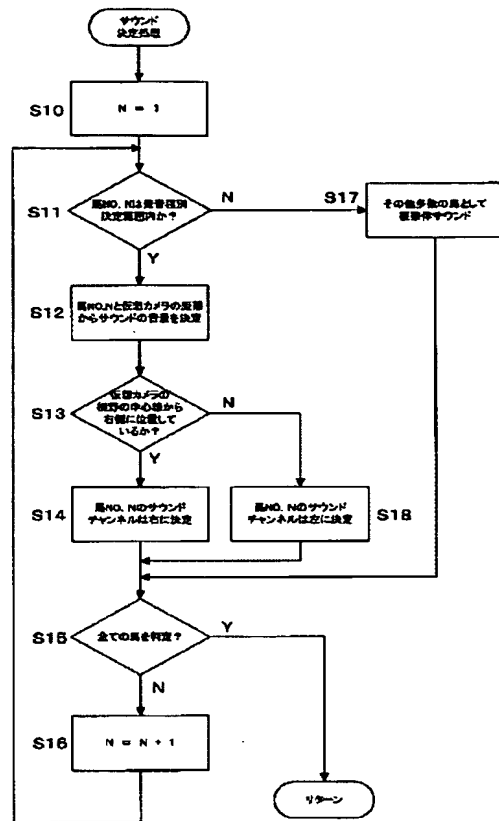 サウンド
決定処理
S10
N = 1
S11
馬NO. Nは発音種別
決定範囲内か?
N
Y
S17
その他多数の馬として
サウンド
S12
馬NO.Nと仮想カメラの距離
からサウンドの音量を決定
S13
仮想カメラの
視野の中心線から
右側に位置して
いるか?
N
Y
S14
馬NO. Nのサウンド
チャンネルは右に決定
馬NO. Nのサウンド
チャンネルは左に決定
S18
S15
全ての馬を判定?
Y
N
S16
N = N + 1
リターン